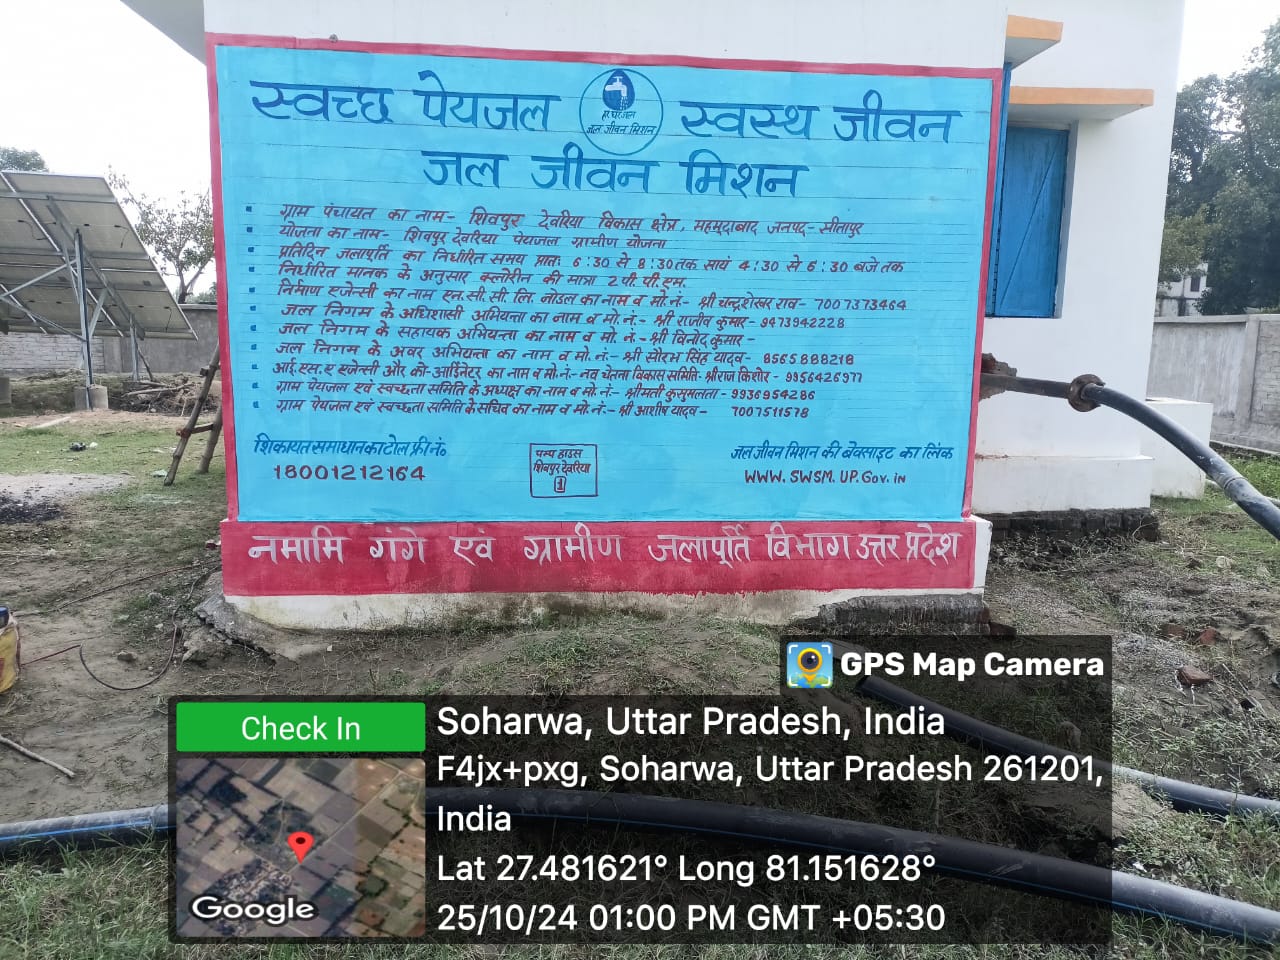 स्वच्छ पेयजल स्वस्थ जीवन
हर घर जल
जल जीवन मिशन
जल जीवन मिशन
ग्राम पंचायत का नाम- शिवपुर देवरिया विकास क्षेत्र, महमूदाबाद जनपद- सीतापुर
योजना का नाम- शिवपुर देवरिया पेयजल ग्रामीण योजना
प्रतिदिन जलापूर्ति का निर्धारित समय प्रातः 6:30 से 8:30 तक सायं 4:30 से 6:30 बजे तक
निर्धारित मानक के अनुसार क्लोरीन की मात्रा 2 पी. पी. एम.
निर्माण एजेन्सी का नाम एन.सी.सी. लि. नोडल का नाम व मो.नं- श्री चन्द्रशेखर राव- 7007373464
जल निगम के अधिशासी अभियन्ता का नाम व मो.नं.- श्री राजीव कुमार- 9473942228
जल निगम के सहायक अभियन्ता का नाम व मो. नं.- श्री विनोद कुमार-
जल निगम के अवर अभियन्ता का नाम व मो. नं.- श्री सौरभ सिंह यादव- 8565888218
आई.एस.ए एजेन्सी और को-आर्डिनेटर का नाम व मो.नं.- नव चेतना विकास समिति- श्री राज किशोर- 9956426977
ग्राम पेयजल एवं स्वच्छता समिति के अध्यक्ष का नाम व मो.नं.- श्रीमती कुसुमलता- 9936954286
ग्राम पेयजल एवं स्वच्छता समिति के सचिव का नाम व मो.नं.- श्री आशीष यादव- 7007511578
शिकायत समाधान का टोल फ्री नं०
18001212164
पम्प हाउस
शिवपुर देवरिया
1
जल जीवन मिशन की वेबसाइट का लिंक
WWW.SWSM.UP.Gov.in
नमामि गंगे एवं ग्रामीण जलापूर्ति विभाग उत्तर प्रदेश
GPS Map Camera
Check In
Soharwa, Uttar Pradesh, India
F4jx+pxg, Soharwa, Uttar Pradesh 261201,
India
Lat 27.481621° Long 81.151628°
25/10/24 01:00 PM GMT +05:30
Google